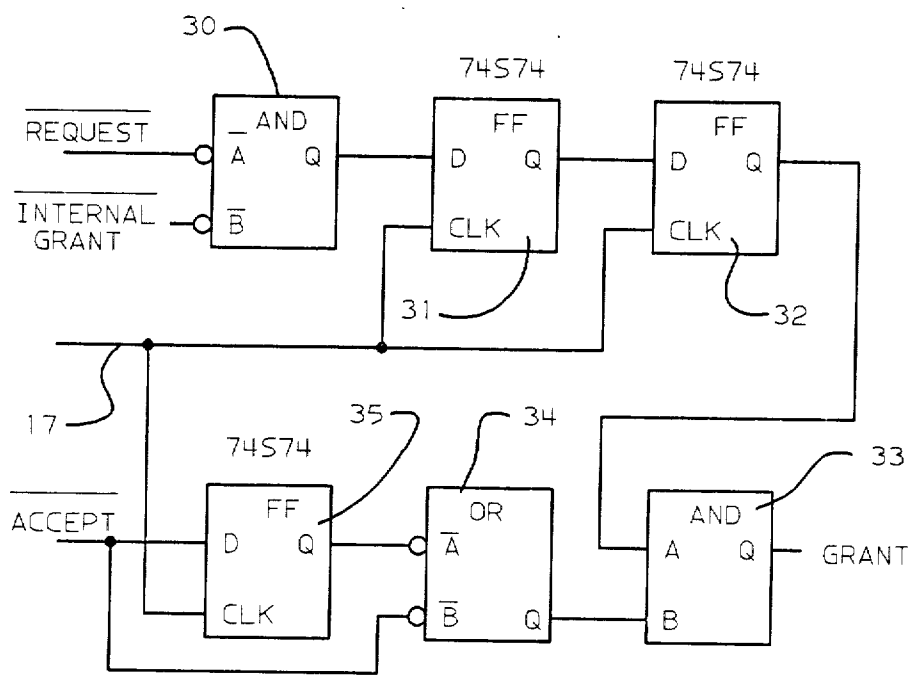 30
74S74
74S74
REQUEST
AND
A
Q
INTERNAL
GRANT
B
FF
D
Q
CLK
FF
D
Q
CLK
31
32
17
35
34
33
74S74
ACCEPT
FF
D
Q
CLK
OR
A
B
Q
AND
A
Q
B
GRANT